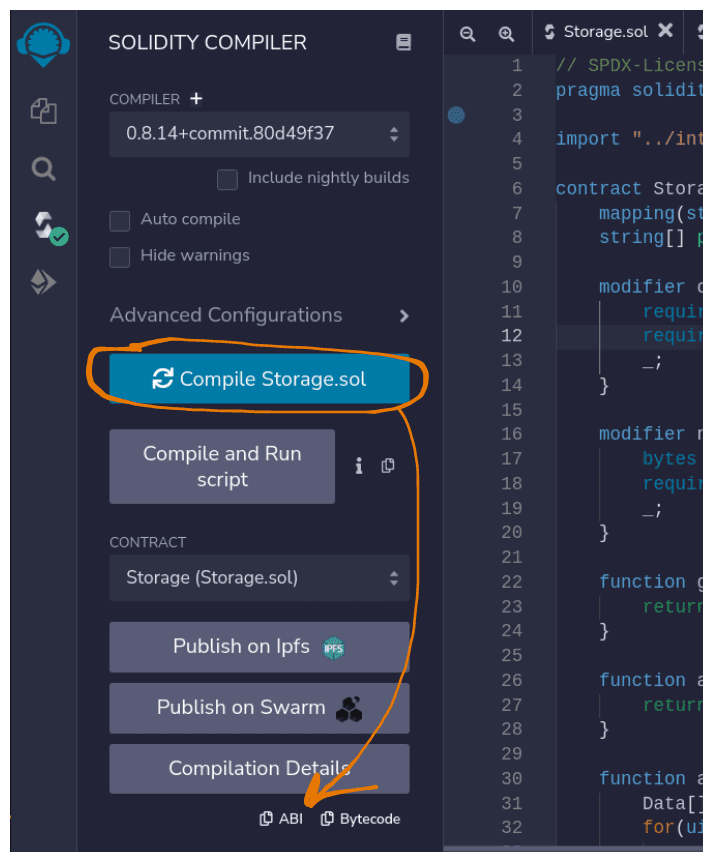 SOLIDITY COMPILER
COMPILER +
0.8.14+commit.80d49f37
Include nightly builds
Auto compile
Hide warnings
Advanced Configurations
Compile Storage.sol
Compile and Run
script
i
CONTRACT
Storage (Storage.sol)
Publish on Ipfs
IPFS
Publish on Swarm
Compilation Details
ABI
Bytecode
Storage.sol
1 // SPDX-Licens
2 pragma solidit
3
4 import "../int
5
6 contract Stora
7 mapping(st
8 string[] p
9
10 modifier o
11 requir
12 requir
13 _;
14 }
15
16 modifier n
17 bytes
18 requir
19 _;
20 }
21
22 function g
23 return
24 }
25
26 function a
27 return
28 }
29
30 function a
31 Data[]
32 for(ui